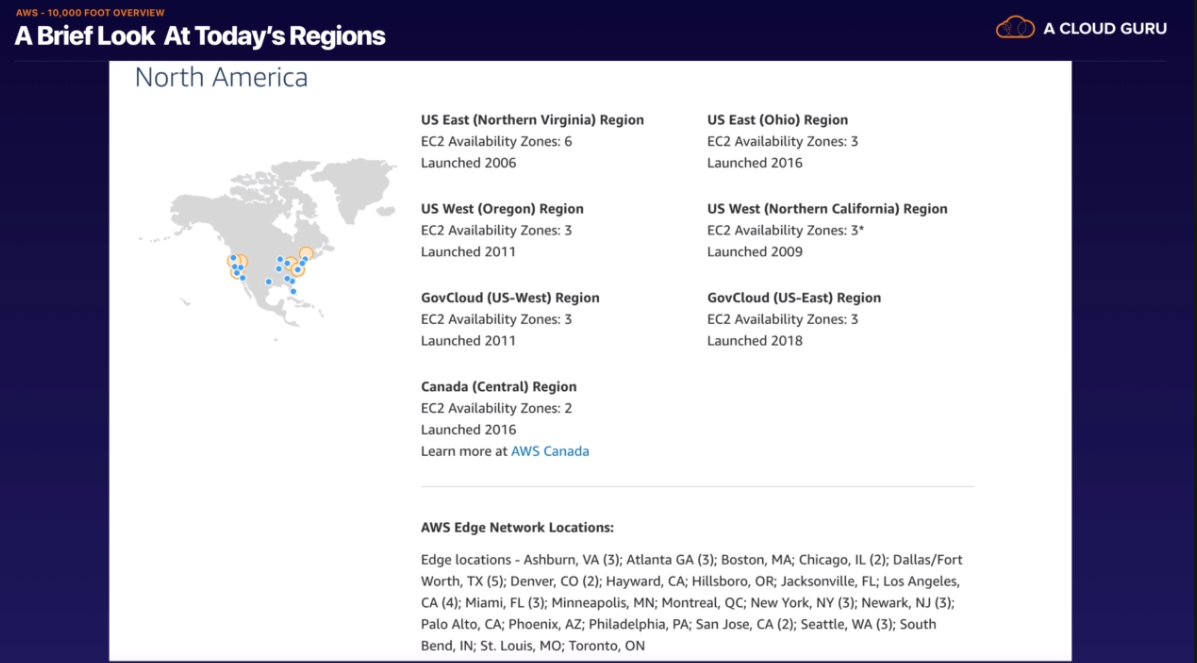 AWS - 10,000 FOOT OVERVIEW
A Brief Look At Today's Regions
A CLOUD GURU
North America
US East (Northern Virginia) Region
EC2 Availability Zones: 6
Launched 2006
US East (Ohio) Region
EC2 Availability Zones: 3
Launched 2016
US West (Oregon) Region
EC2 Availability Zones: 3
Launched 2011
US West (Northern California) Region
EC2 Availability Zones: 3*
Launched 2009
GovCloud (US-West) Region
EC2 Availability Zones: 3
Launched 2011
GovCloud (US-East) Region
EC2 Availability Zones: 3
Launched 2018
Canada (Central) Region
EC2 Availability Zones: 2
Launched 2016
Learn more at AWS Canada
AWS Edge Network Locations:
Edge locations - Ashburn, VA (3); Atlanta GA (3); Boston, MA; Chicago, IL (2); Dallas/Fort
Worth, TX (5); Denver, CO (2); Hayward, CA; Hillsboro, OR; Jacksonville, FL; Los Angeles,
CA (4); Miami, FL (3); Minneapolis, MN; Montreal, QC; New York, NY (3); Newark, NJ (3);
Palo Alto, CA; Phoenix, AZ; Philadelphia, PA; San Jose, CA (2); Seattle, WA (3); South
Bend, IN; St. Louis, MO; Toronto, ON